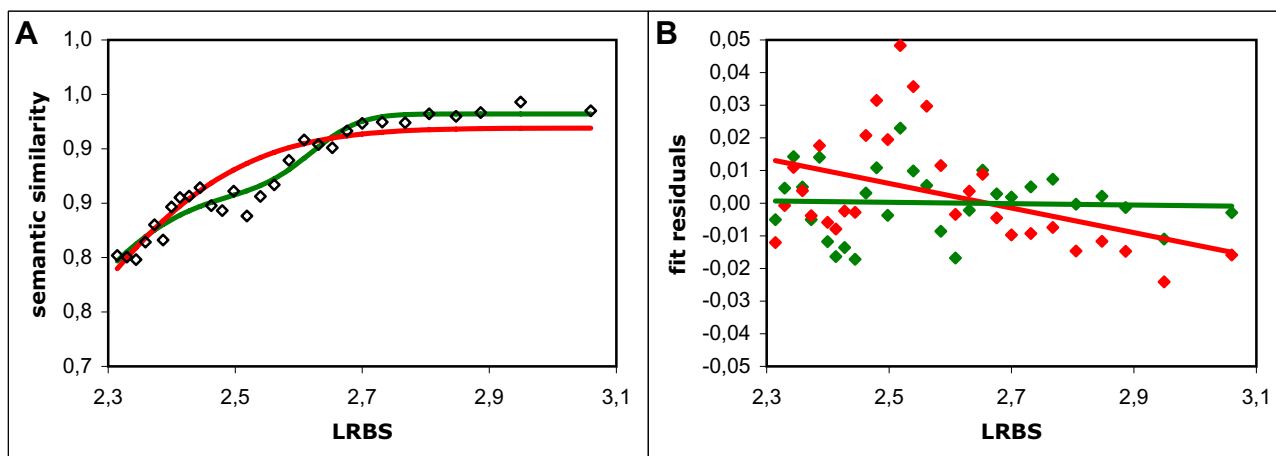 A
semantic similarity
1,0
1,0
0,9
0,9
0,8
0,8
0,7
2,3 2,5 2,7 2,9 3,1
LRBS
B
fit residuals
0,05
0,04
0,03
0,02
0,01
0,00
-0,01
-0,02
-0,03
-0,05
-0,05
2,3 2,5 2,7 2,9 3,1
LRBS